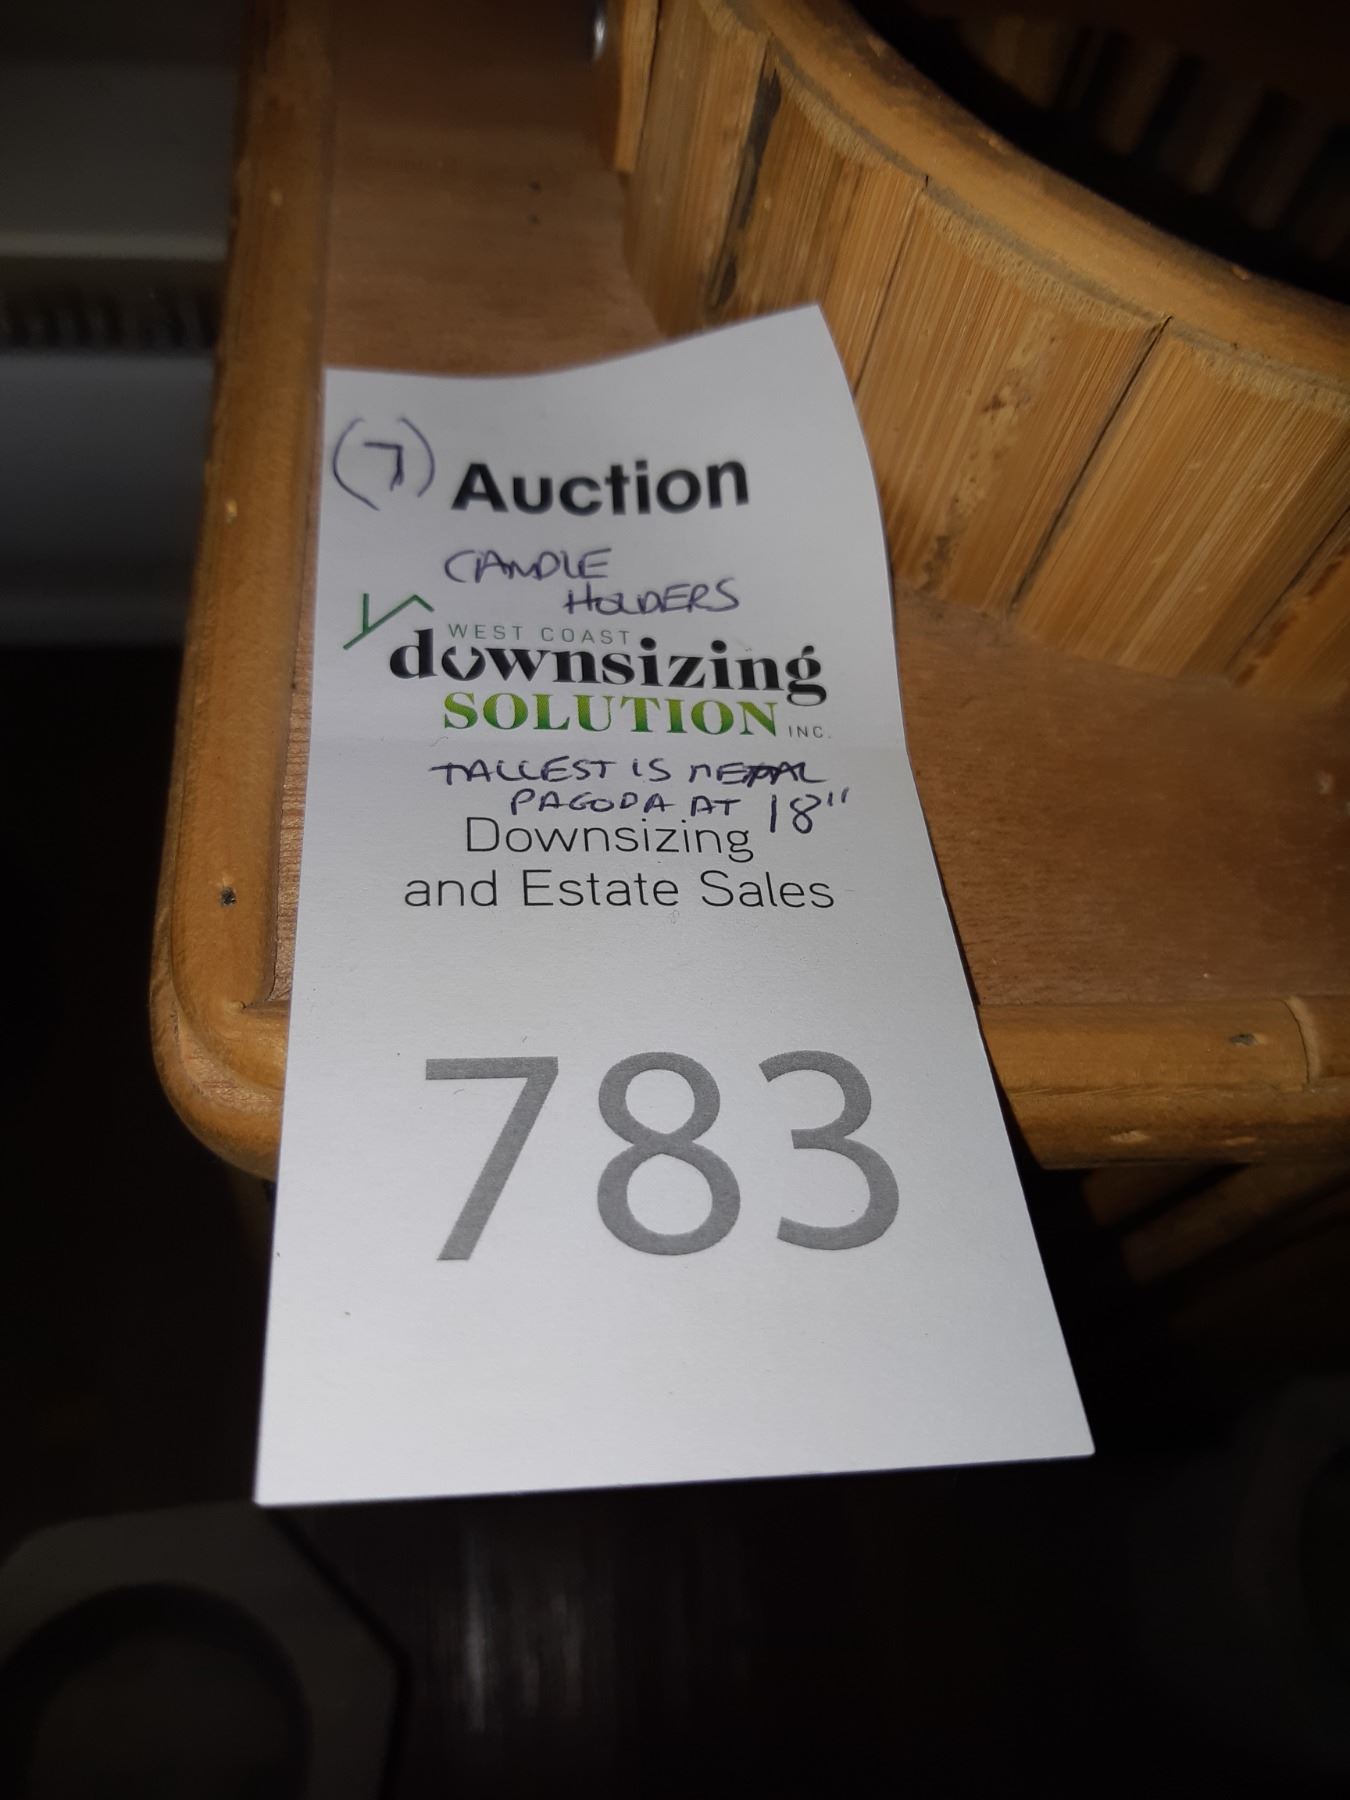 (7) Auction
CANDLE
HOLDERS
WEST COAST
downsizing
SOLUTION INC.
TALLEST IS METAL
PAGODA AT 18"
Downsizing
and Estate Sales
783